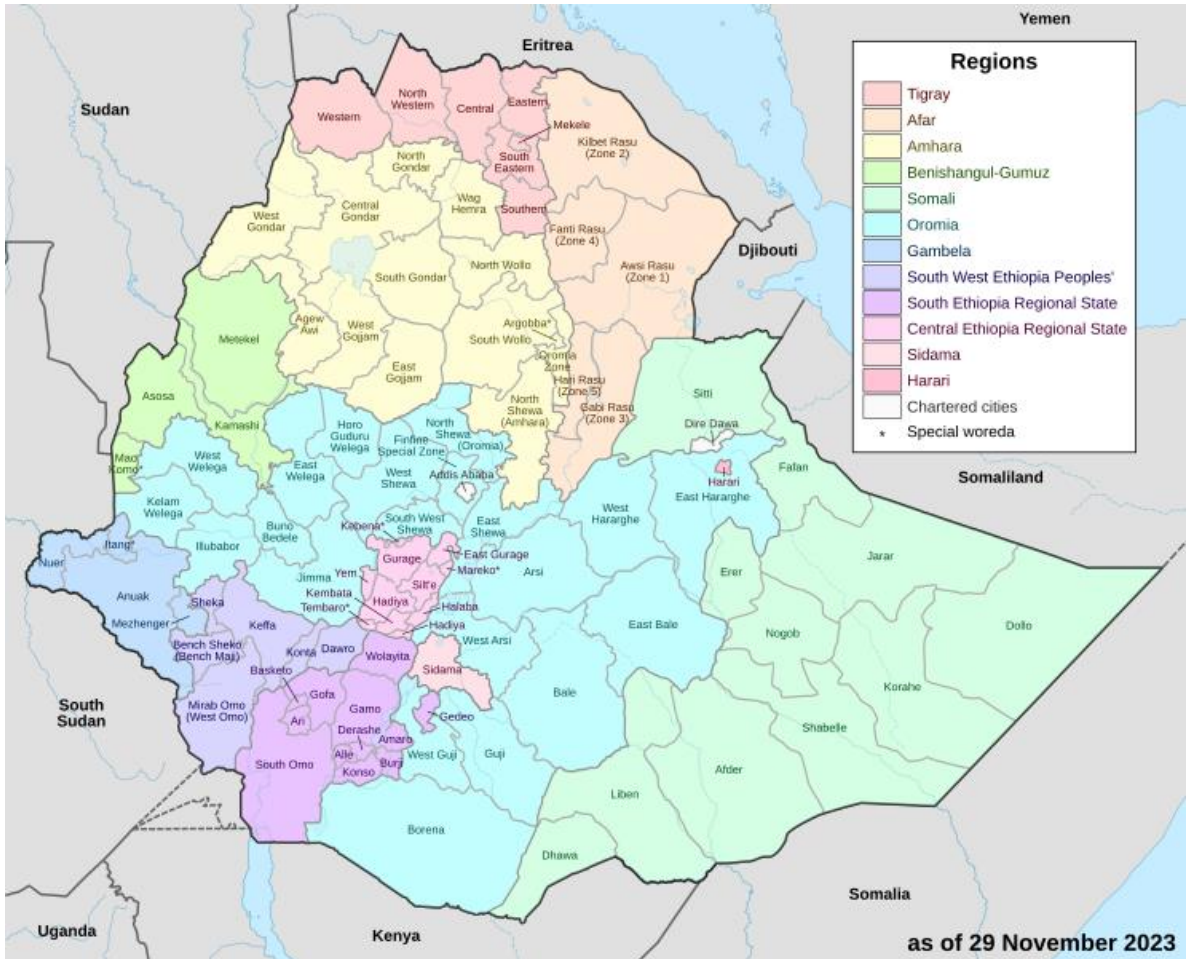 Yemen
Eritrea
Sudan
Djibouti
Somaliland
South
Sudan
Somalia
Uganda
Kenya
Regions
Tigray
Afar
Amhara
Benishangul-Gumuz
Somali
Oromia
Gambela
South West Ethiopia Peoples'
South Ethiopia Regional State
Central Ethiopia Regional State
Sidama
Harari
Chartered cities
* Special woreda
Western
North
Western
Central
Eastern
Mekele
South
Eastern
Southern
Kilbet Rasu
(Zone 2)
Fanti Rasu
(Zone 4)
Awsi Rasu
(Zone 1)
Hari Rasu
(Zone 5)
Gabi Rasu
(Zone 3)
North
Gondar
West
Gondar
Central
Gondar
Wag
Hemra
South Gondar
North Wollo
Agew
Awi
West
Gojjam
East
Gojjam
Argobba*
South Wollo
Oromia
Zone
North
Shewa
(Amhara)
Metekel
Asosa
Kamashi
Mao
Komo*
West
Welega
Kelam
Welega
East
Welega
Horo
Guduru
Welega
North
Shewa
(Oromia)
Finfine
Special Zone
Addis Ababa
West
Shewa
South West
Shewa
East
Shewa
Buno
Bedele
Illubabor
Jimma
Arsi
West
Hararghe
East Hararghe
West Arsi
East Bale
Bale
Guji
West Guji
Borena
Sitti
Dire Dawa
Harari
Fafan
Jarar
Erer
Nogob
Dollo
Korahe
Shabelle
Afder
Liben
Dhawa
Itang*
Nuer
Anuak
Mezhenger
Sheka
Keffa
Bench Sheko
(Bench Maji)
Konta
Dawro
Mirab Omo
(West Omo)
Kebena*
Gurage
East Gurage
Mareko*
Yem
Silt'e
Kembata
Hadiya
Tembaro*
Halaba
Hadiya
Wolayita
Sidama
Basketo
Gofa
Ari
Gamo
Gedeo
Derashe
Amaro
Alle
Konso
Burji
South Omo
as of 29 November 2023